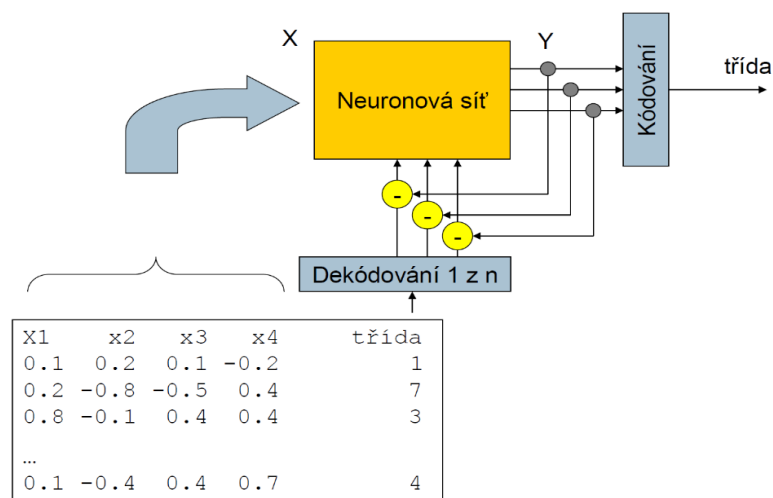 X
Y
Neuronová síť
Kódování
třída
-
-
-
Dekódování 1 z n
X1 x2 x3 x4 třída
0.1 0.2 0.1 -0.2 1
0.2 -0.8 -0.5 0.4 7
0.8 -0.1 0.4 0.4 3
…
0.1 -0.4 0.4 0.7 4